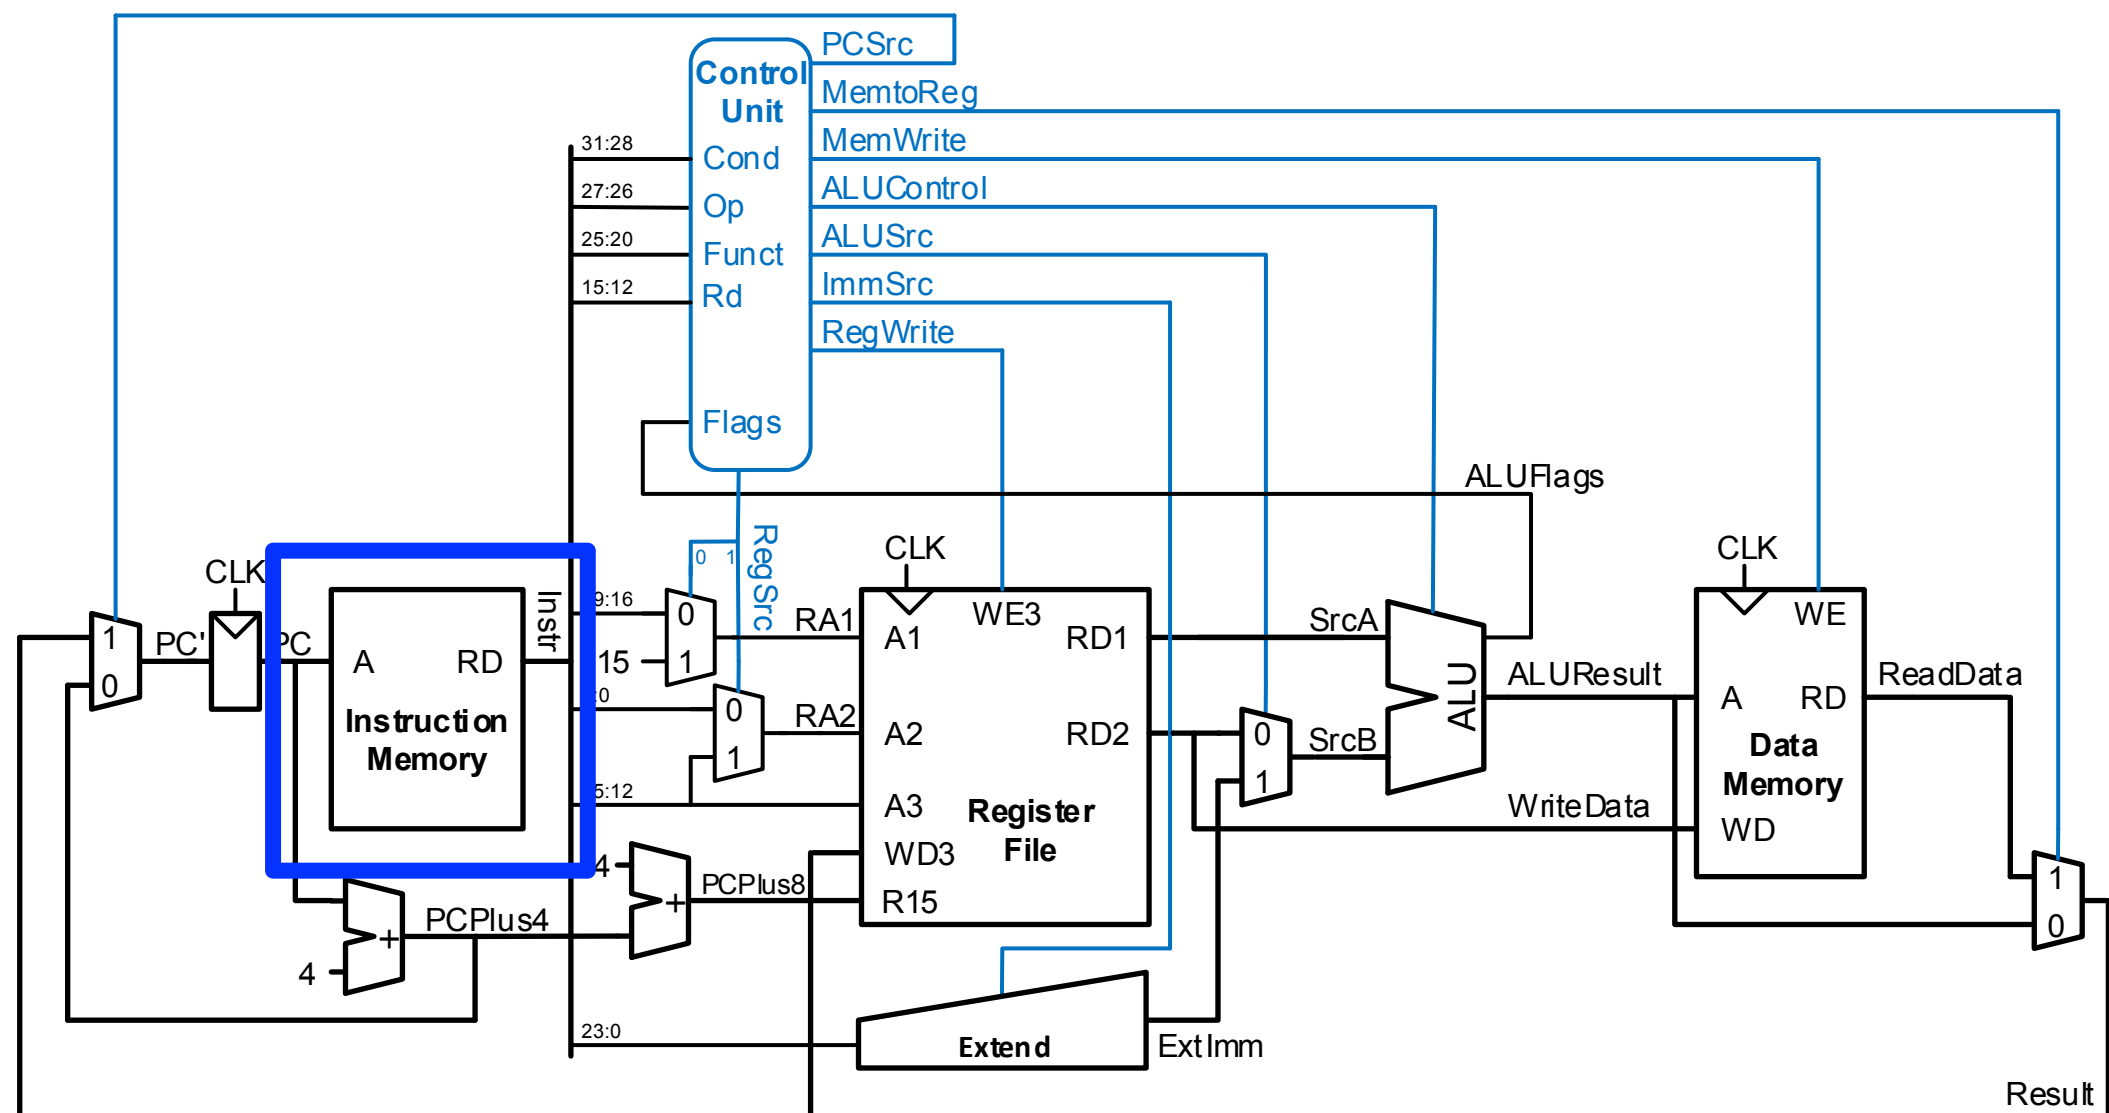 PCSrc
Control
Unit
MemtoReg
MemWrite
ALUControl
ALUSrc
ImmSrc
RegWrite
31:28
Cond
27:26
Op
25:20
Funct
15:12
Rd
Flags
ALUFlags
RegSrc
0 1
CLK
CLK
CLK
1
0
PC'
PC
A
RD
Instr
Instruction
Memory
9:16
0
1
15
:0
0
1
5:12
RA1
RA2
A1
A2
A3
WD3
R15
WE3
RD1
RD2
Register
File
4
+
PCPlus8
PCPlus4
+
4
23:0
Extend
ExtImm
0
1
SrcA
SrcB
ALU
ALUResult
WriteData
WE
A
RD
Data
Memory
WD
ReadData
1
0
Result